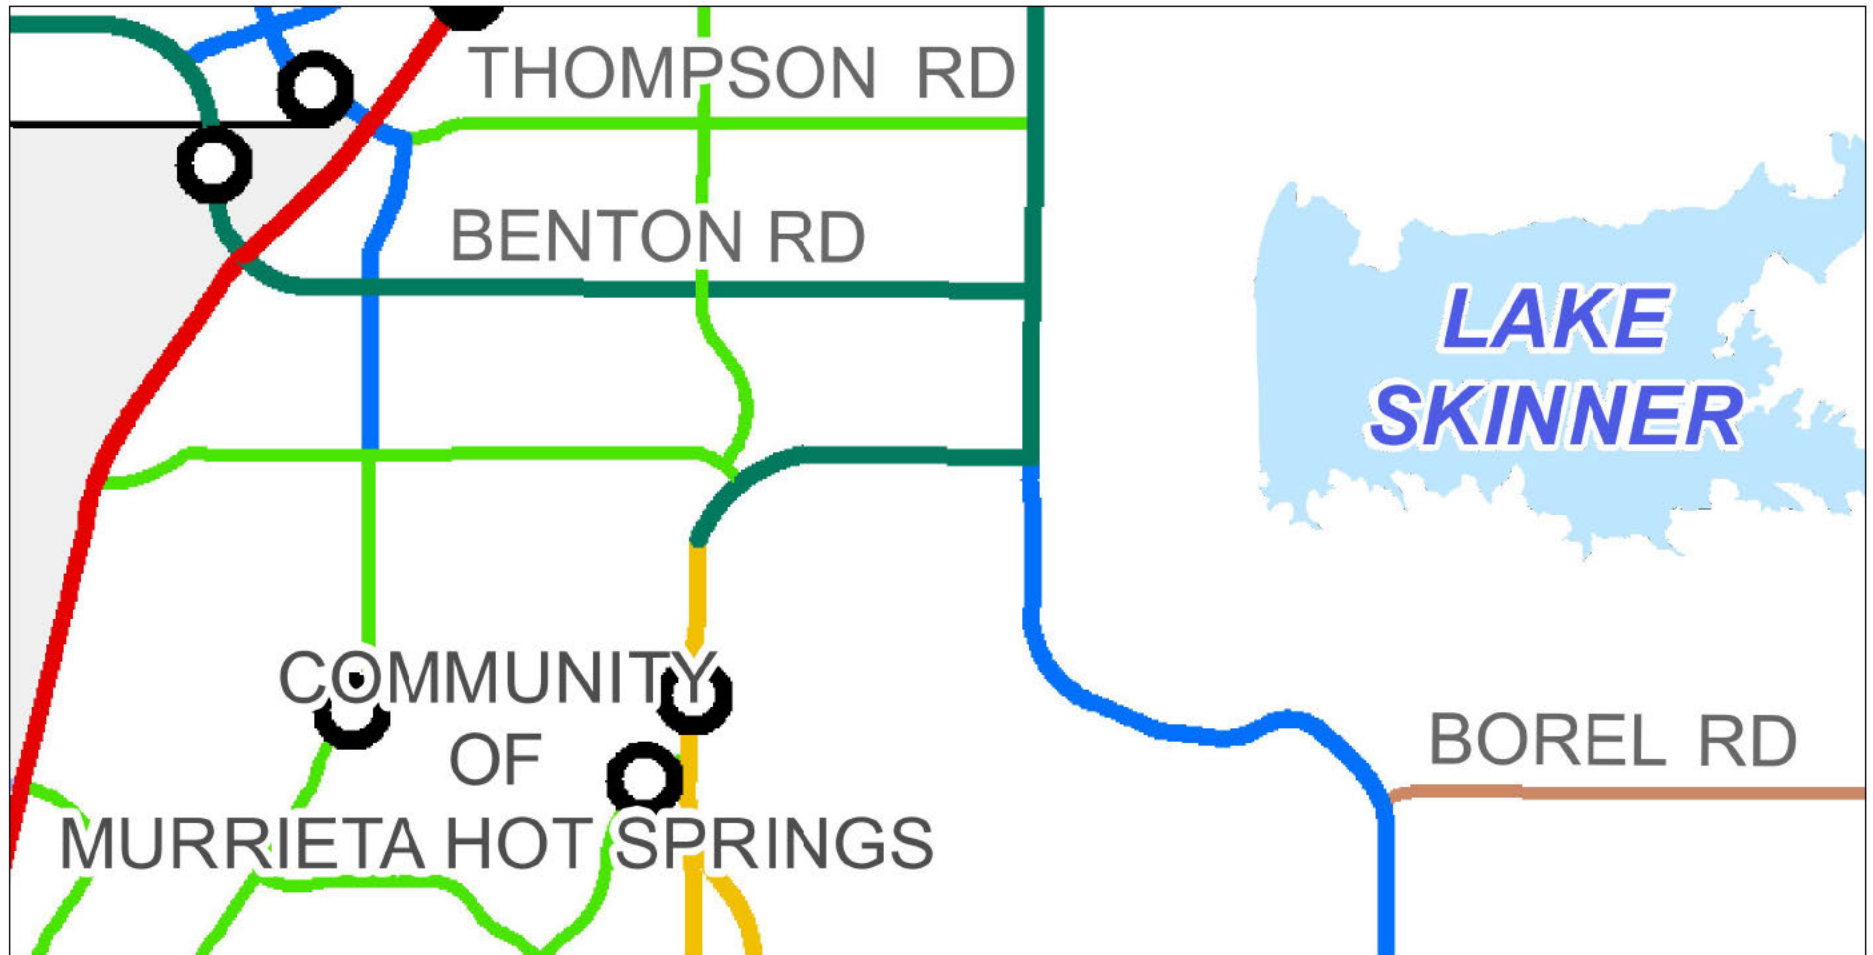 THOMPSON RD
BENTON RD
LAKE
SKINNER
COMMUNITY
OF
MURRIETA HOT SPRINGS
BOREL RD